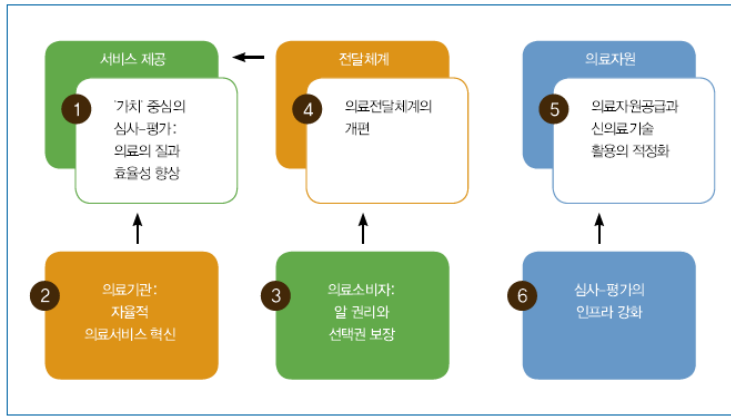 서비스 제공
1
'가치' 중심의
심사-평가:
의료의 질과
효율성 향상
전달체계
4
의료전달체계의
개편
의료자원
5
의료자원공급과
신의료기술
활용의 적정화
2
의료기관:
자율적
의료서비스 혁신
3
의료소비자:
알 권리와
선택권 보장
6
심사-평가의
인프라 강화